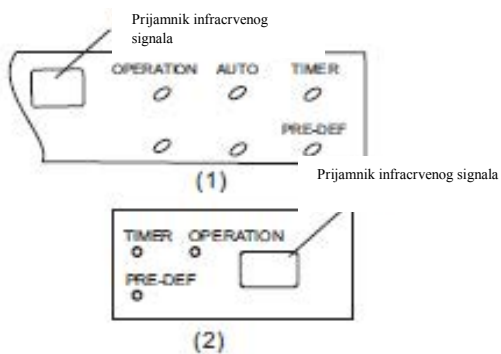 Prijamnik infracrvenog
signala
OPERATION AUTO TIMER
PRE-DEF
(1)
Prijamnik infracrvenog signala
TIMER OPERATION
PRE-DEF
(2)